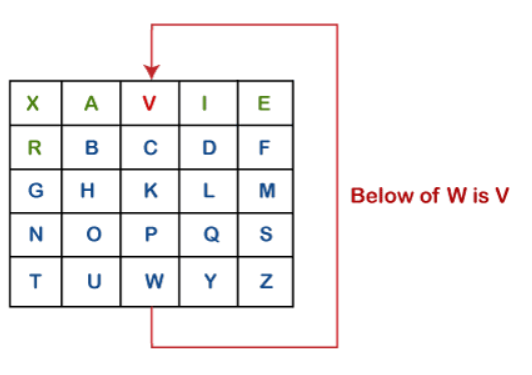 X A V I E
R B C D F
G H K L M
Below of W is V
N O P Q S
T U W Y Z